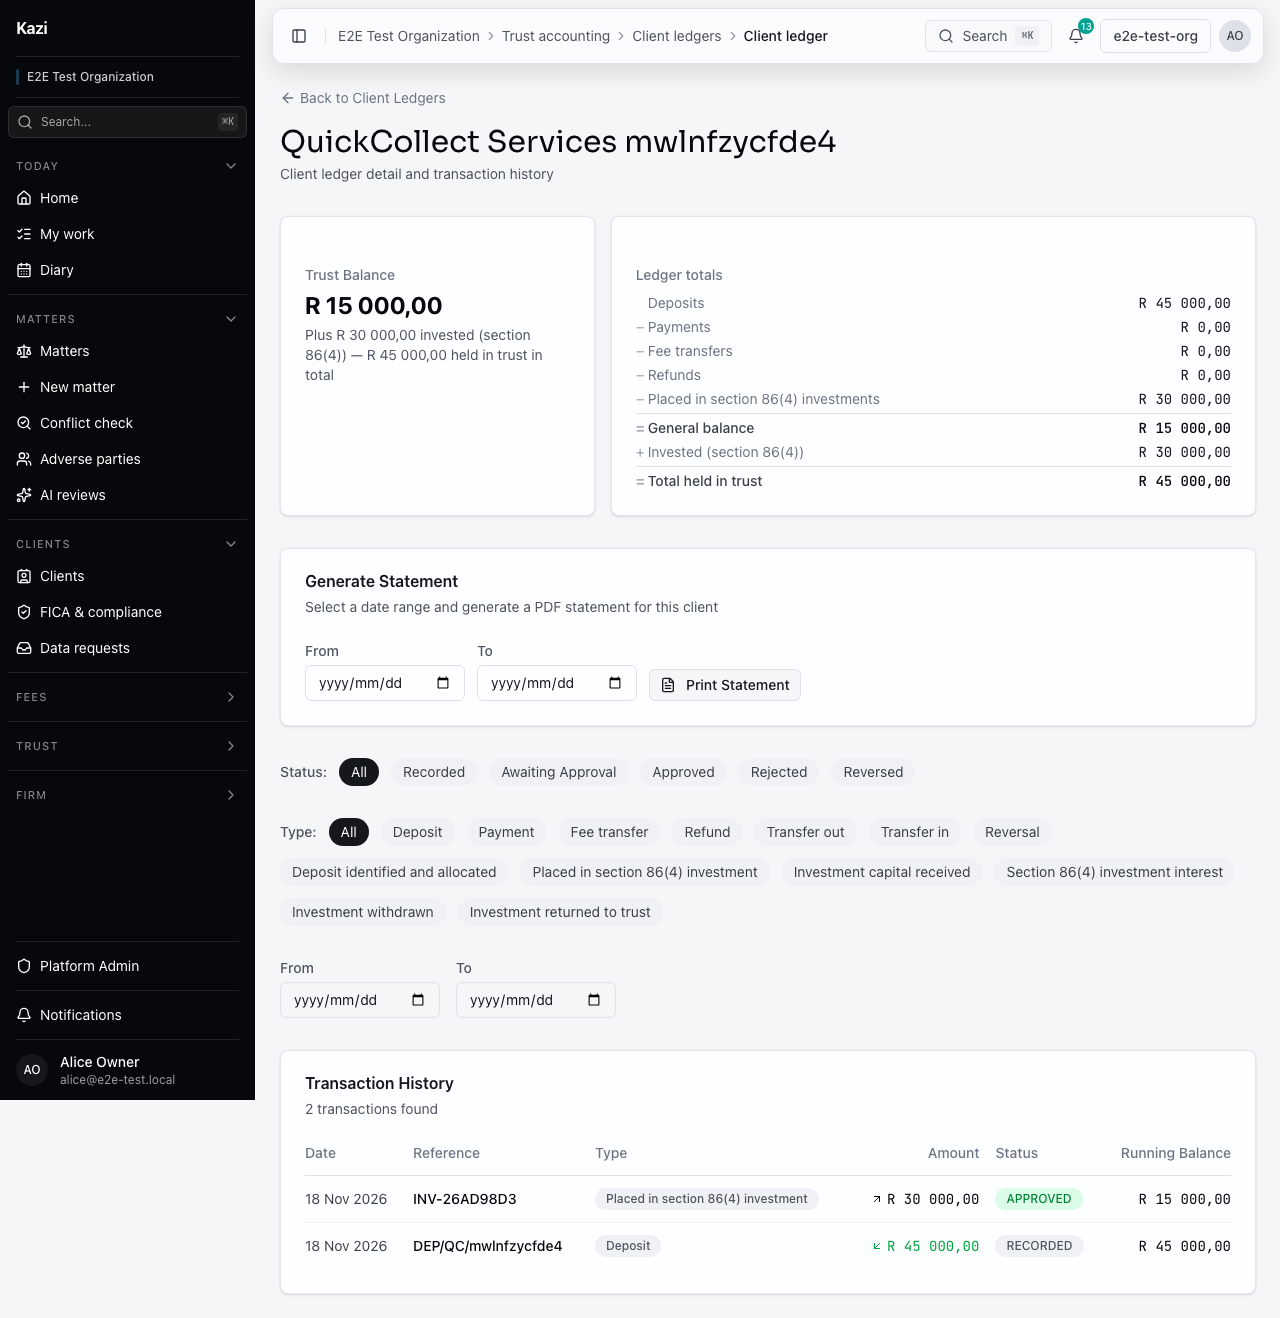 Kazi
E2E Test Organization
Search...
⌘K
TODAY
Home
My work
Diary
MATTERS
Matters
New matter
Conflict check
Adverse parties
AI reviews
CLIENTS
Clients
FICA & compliance
Data requests
FEES
TRUST
FIRM
Platform Admin
Notifications
AO
Alice Owner
alice@e2e-test.local
E2E Test Organization > Trust accounting > Client ledgers > Client ledger
Search ⌘K
13
e2e-test-org
AO
← Back to Client Ledgers
QuickCollect Services mwlnfzycfde4
Client ledger detail and transaction history
Trust Balance
R 15 000,00
Plus R 30 000,00 invested (section
86(4)) — R 45 000,00 held in trust in
total
Ledger totals
Deposits R 45 000,00
− Payments R 0,00
− Fee transfers R 0,00
− Refunds R 0,00
− Placed in section 86(4) investments R 30 000,00
= General balance R 15 000,00
+ Invested (section 86(4)) R 30 000,00
= Total held in trust R 45 000,00
Generate Statement
Select a date range and generate a PDF statement for this client
From To
yyyy/mm/dd yyyy/mm/dd Print Statement
Status: All Recorded Awaiting Approval Approved Rejected Reversed
Type: All Deposit Payment Fee transfer Refund Transfer out Transfer in Reversal
Deposit identified and allocated Placed in section 86(4) investment Investment capital received Section 86(4) investment interest
Investment withdrawn Investment returned to trust
From To
yyyy/mm/dd yyyy/mm/dd
Transaction History
2 transactions found
Date Reference Type Amount Status Running Balance
18 Nov 2026 INV-26AD98D3 Placed in section 86(4) investment R 30 000,00 APPROVED R 15 000,00
18 Nov 2026 DEP/QC/mwlnfzycfde4 Deposit R 45 000,00 RECORDED R 45 000,00